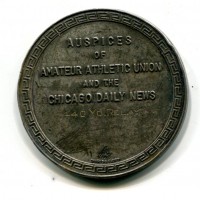 AUSPICES
OF
AMATEUR ATHLETIC UNION
AND THE
CHICAGO DAILY NEWS